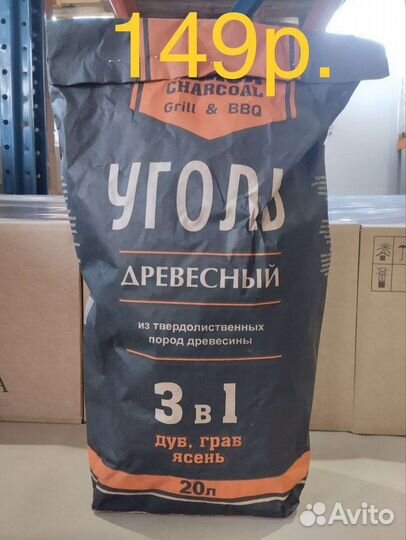 149р.
CHARCOAL
Grill & BBQ
УГОЛЬ
ДРЕВЕСНЫЙ
из твердолиственных
пород древесины
3 в 1
дуб, граб
ясень
20л
Avito